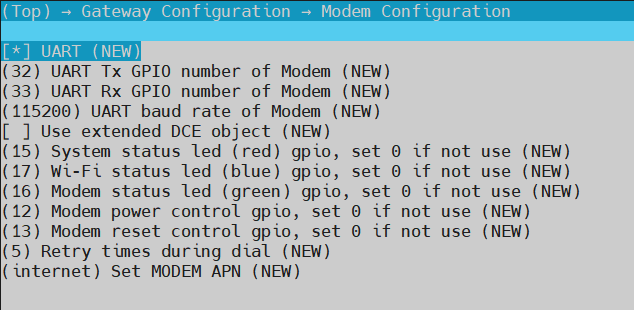 (Top) → Gateway Configuration → Modem Configuration
[*] UART (NEW)
(32) UART Tx GPIO number of Modem (NEW)
(33) UART Rx GPIO number of Modem (NEW)
(115200) UART baud rate of Modem (NEW)
[ ] Use extended DCE object (NEW)
(15) System status led (red) gpio, set 0 if not use (NEW)
(17) Wi-Fi status led (blue) gpio, set 0 if not use (NEW)
(16) Modem status led (green) gpio, set 0 if not use (NEW)
(12) Modem power control gpio, set 0 if not use (NEW)
(13) Modem reset control gpio, set 0 if not use (NEW)
(5) Retry times during dial (NEW)
(internet) Set MODEM APN (NEW)